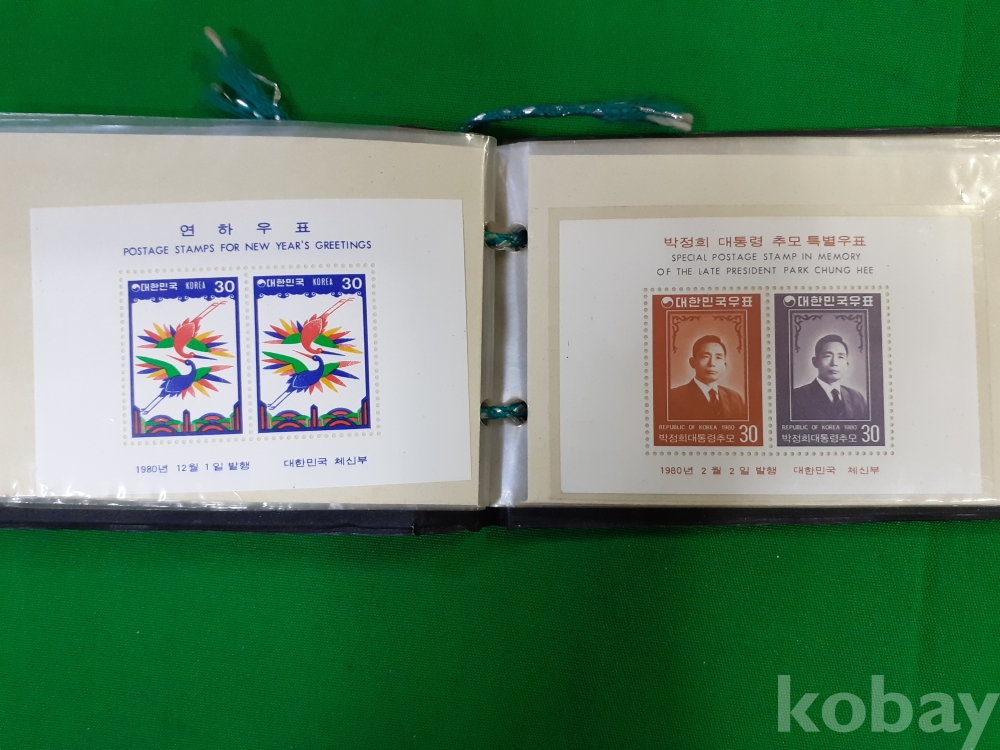 연 하 우 표
POSTAGE STAMPS FOR NEW YEAR'S GREETINGS
대한민국 KOREA 30
대한민국 KOREA 30
1980년 12월 1일 발행 대한민국 체신부
박정희 대통령 추모 특별우표
SPECIAL POSTAGE STAMP IN MEMORY
OF THE LATE PRESIDENT PARK CHUNG HEE
대한민국우표
REPUBLIC OF KOREA 1980
박정희대통령추모 30
대한민국우표
REPUBLIC OF KOREA 1980
박정희대통령추모 30
1980년 2월 2일 발행 대한민국 체신부
kobay